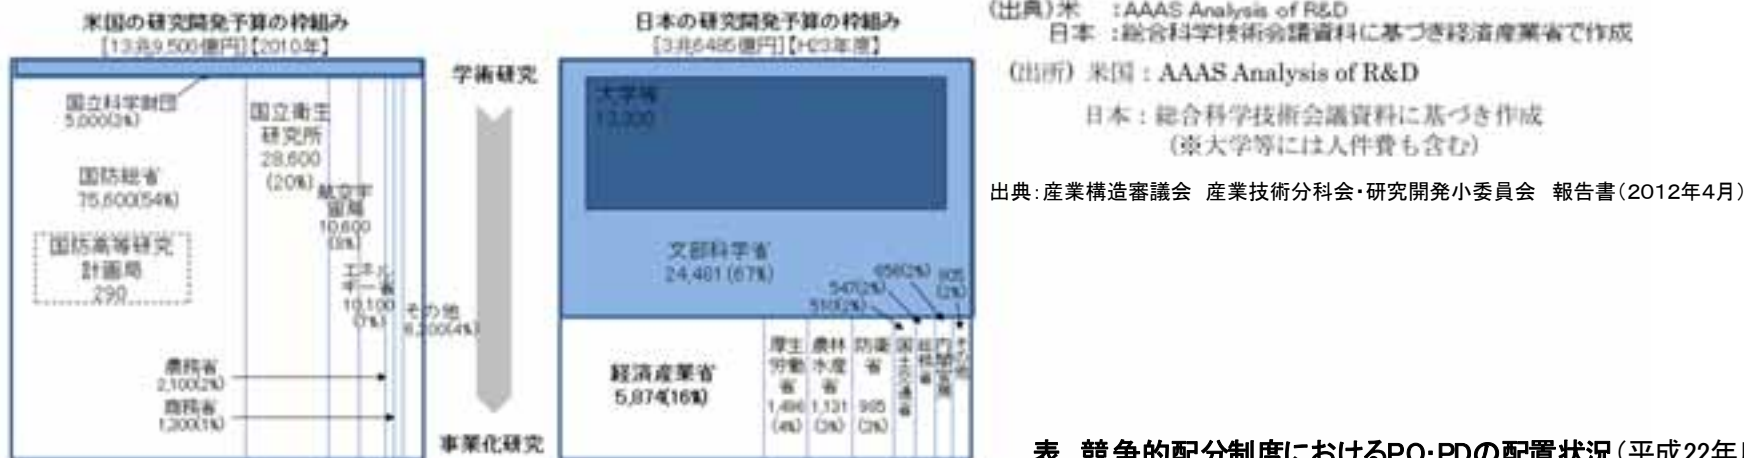 米国の研究開発予算の枠組み
[13兆9,500億円]【2010年】
国立科学財団
5,000(3%)
国防総省
75,600(54%)
国防高等研究
計画局
290
国立衛生
研究所
28,600
(20%)
航空宇
宙局
10,600
(8%)
エネル
ギー省
10,100
(7%)
その他
6,200(4%)
農務省
2,100(2%)
商務省
1,300(1%)
学術研究
事業化研究
日本の研究開発予算の枠組み
[3兆6485億円]【H23年度】
大学等
文部科学省
24,481(67%)
510(2%)
547(2%)
658(2%)
805
(2%)
経済産業省
5,874(16%)
厚生
労働
省
1,496
(4%)
農林
水産
省
1,131
(3%)
防衛
省
985
(3%)
国土交通省
総務省
内閣官房
その他
(出典)米 :AAAS Analysis of R&D
日本 :総合科学技術会議資料に基づき経済産業省で作成
(出所) 米国:AAAS Analysis of R&D
日本:総合科学技術会議資料に基づき作成
(※大学等には人件費も含む)
出典:産業構造審議会 産業技術分科会・研究開発小委員会 報告書(2012年4月)
表 競争的配分制度におけるPO・PDの配置状況(平成22年